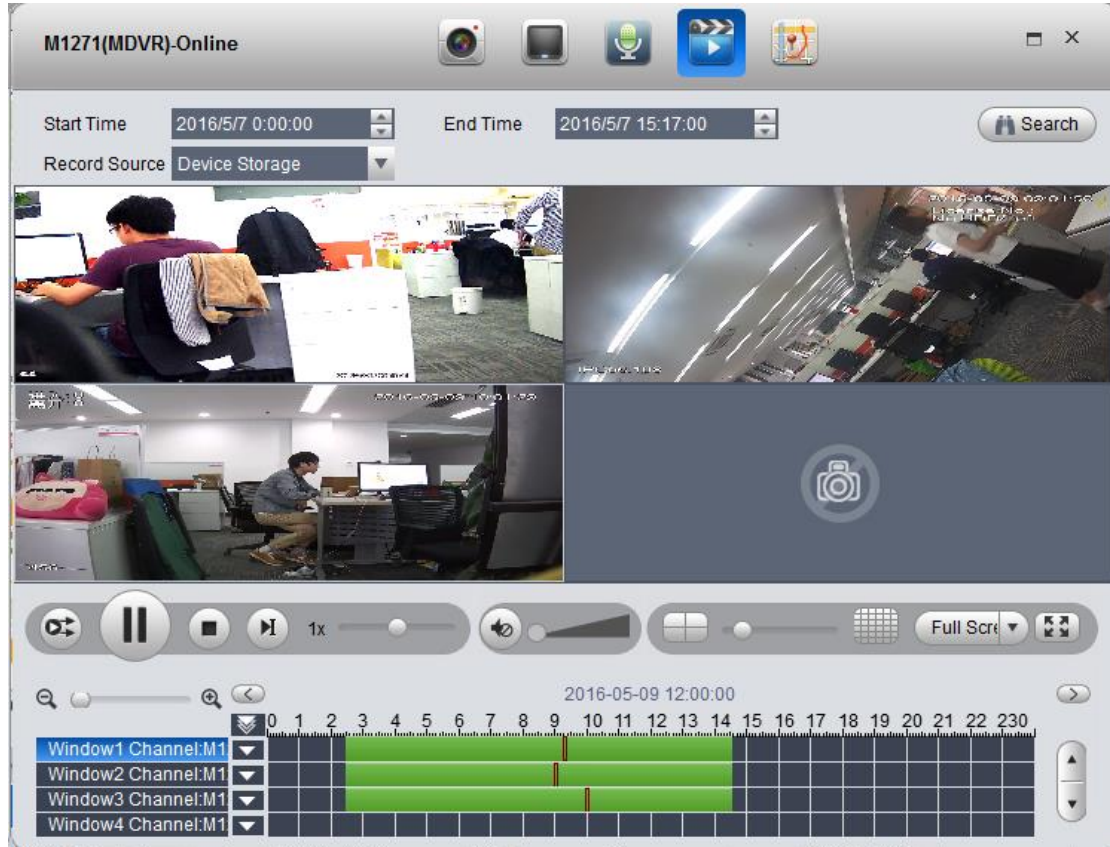 M1271(MDVR)-Online
Start Time 2016/5/7 0:00:00 End Time 2016/5/7 15:17:00 Search
Record Source Device Storage
1x Full Scre
2016-05-09 12:00:00
0 1 2 3 4 5 6 7 8 9 10 11 12 13 14 15 16 17 18 19 20 21 22 230
Window1 Channel:M1
Window2 Channel:M1
Window3 Channel:M1
Window4 Channel:M1